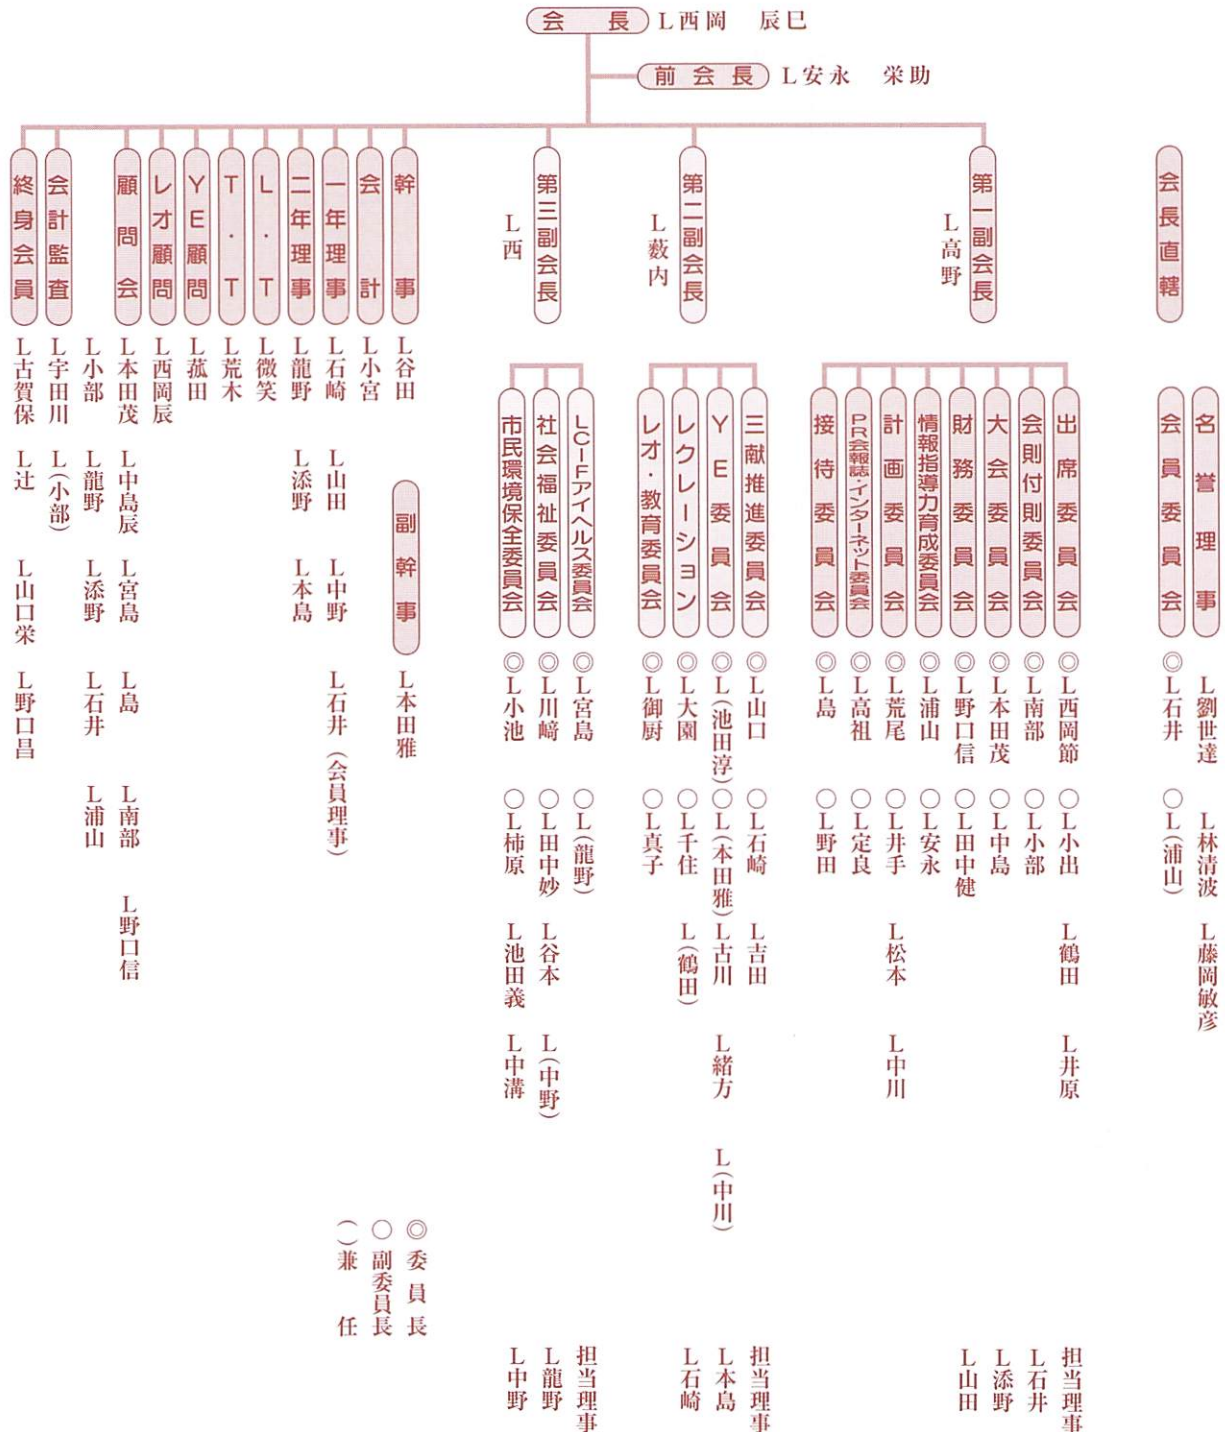 会長 L西岡 辰巳
前会長 L安永 栄助
会長直轄
名誉理事 L劉世達 L林清波 L藤岡敏彦
会員委員会 ◎L石井 ○L(浦山)
第一副会長 L高野
出席委員会 ◎L西岡節 ○L小出 L鶴田 L井原
会則付則委員会 ◎L南部 ○L小部
大会委員会 ◎L本田茂 ○L中島
財務委員会 ◎L野口信 ○L田中健
情報指導力育成委員会 ◎L浦山 ○L安永
計画委員会 ◎L荒尾 ○L井手 L松本 L中川
PR会報誌・インターネット委員会 ◎L高祖 ○L定良
接待委員会 ◎L島 ○L野田
担当理事
L石井
L添野
L山田
第二副会長 L薮内
三献推進委員会 ◎L山口 ○L石崎 L吉田
YE委員会 ◎L(池田淳) ○L(本田雅) L古川 L緒方 L(中川)
レクレーション ◎L大園 ○L千住 L(鶴田)
レオ・教育委員会 ◎L御厨 ○L真子
担当理事
L本島
L石崎
第三副会長 L西
LCIFアイヘルス委員会 ◎L宮島 ○L(龍野)
社会福祉委員会 ◎L川﨑 ○L田中妙 L谷本 L(中野)
市民環境保全委員会 ◎L小池 ○L柿原 L池田義 L中溝
担当理事
L龍野
L中野
幹事 L谷田
副幹事 L本田雅
会計 L小宮
一年理事 L石崎 L山田 L中野 L石井(会員理事)
二年理事 L龍野 L添野 L本島
L・T L微笑
T・T L荒木
YE顧問 L菰田
レオ顧問 L西岡辰
顧問会 L本田茂 L中島辰 L宮島 L島 L南部 L野口信
L小部 L龍野 L添野 L石井 L浦山
会計監査 L宇田川 L(小部)
終身会員 L古賀保 L辻 L山口栄 L野口昌
◎委員長
○副委員長
( )兼任